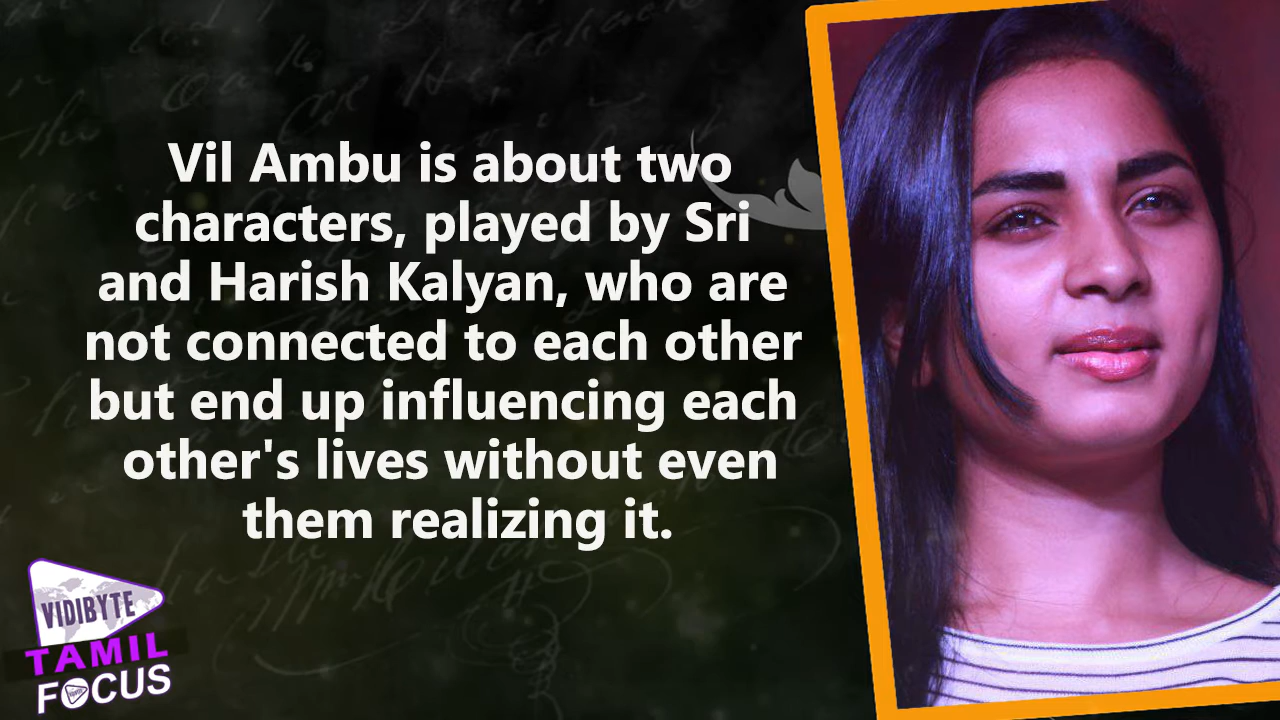 Vil Ambu is about two
characters, played by Sri
and Harish Kalyan, who are
not connected to each other
but end up influencing each
other's lives without even
them realizing it.
VIDIBYTE
TAMIL
FOCUS